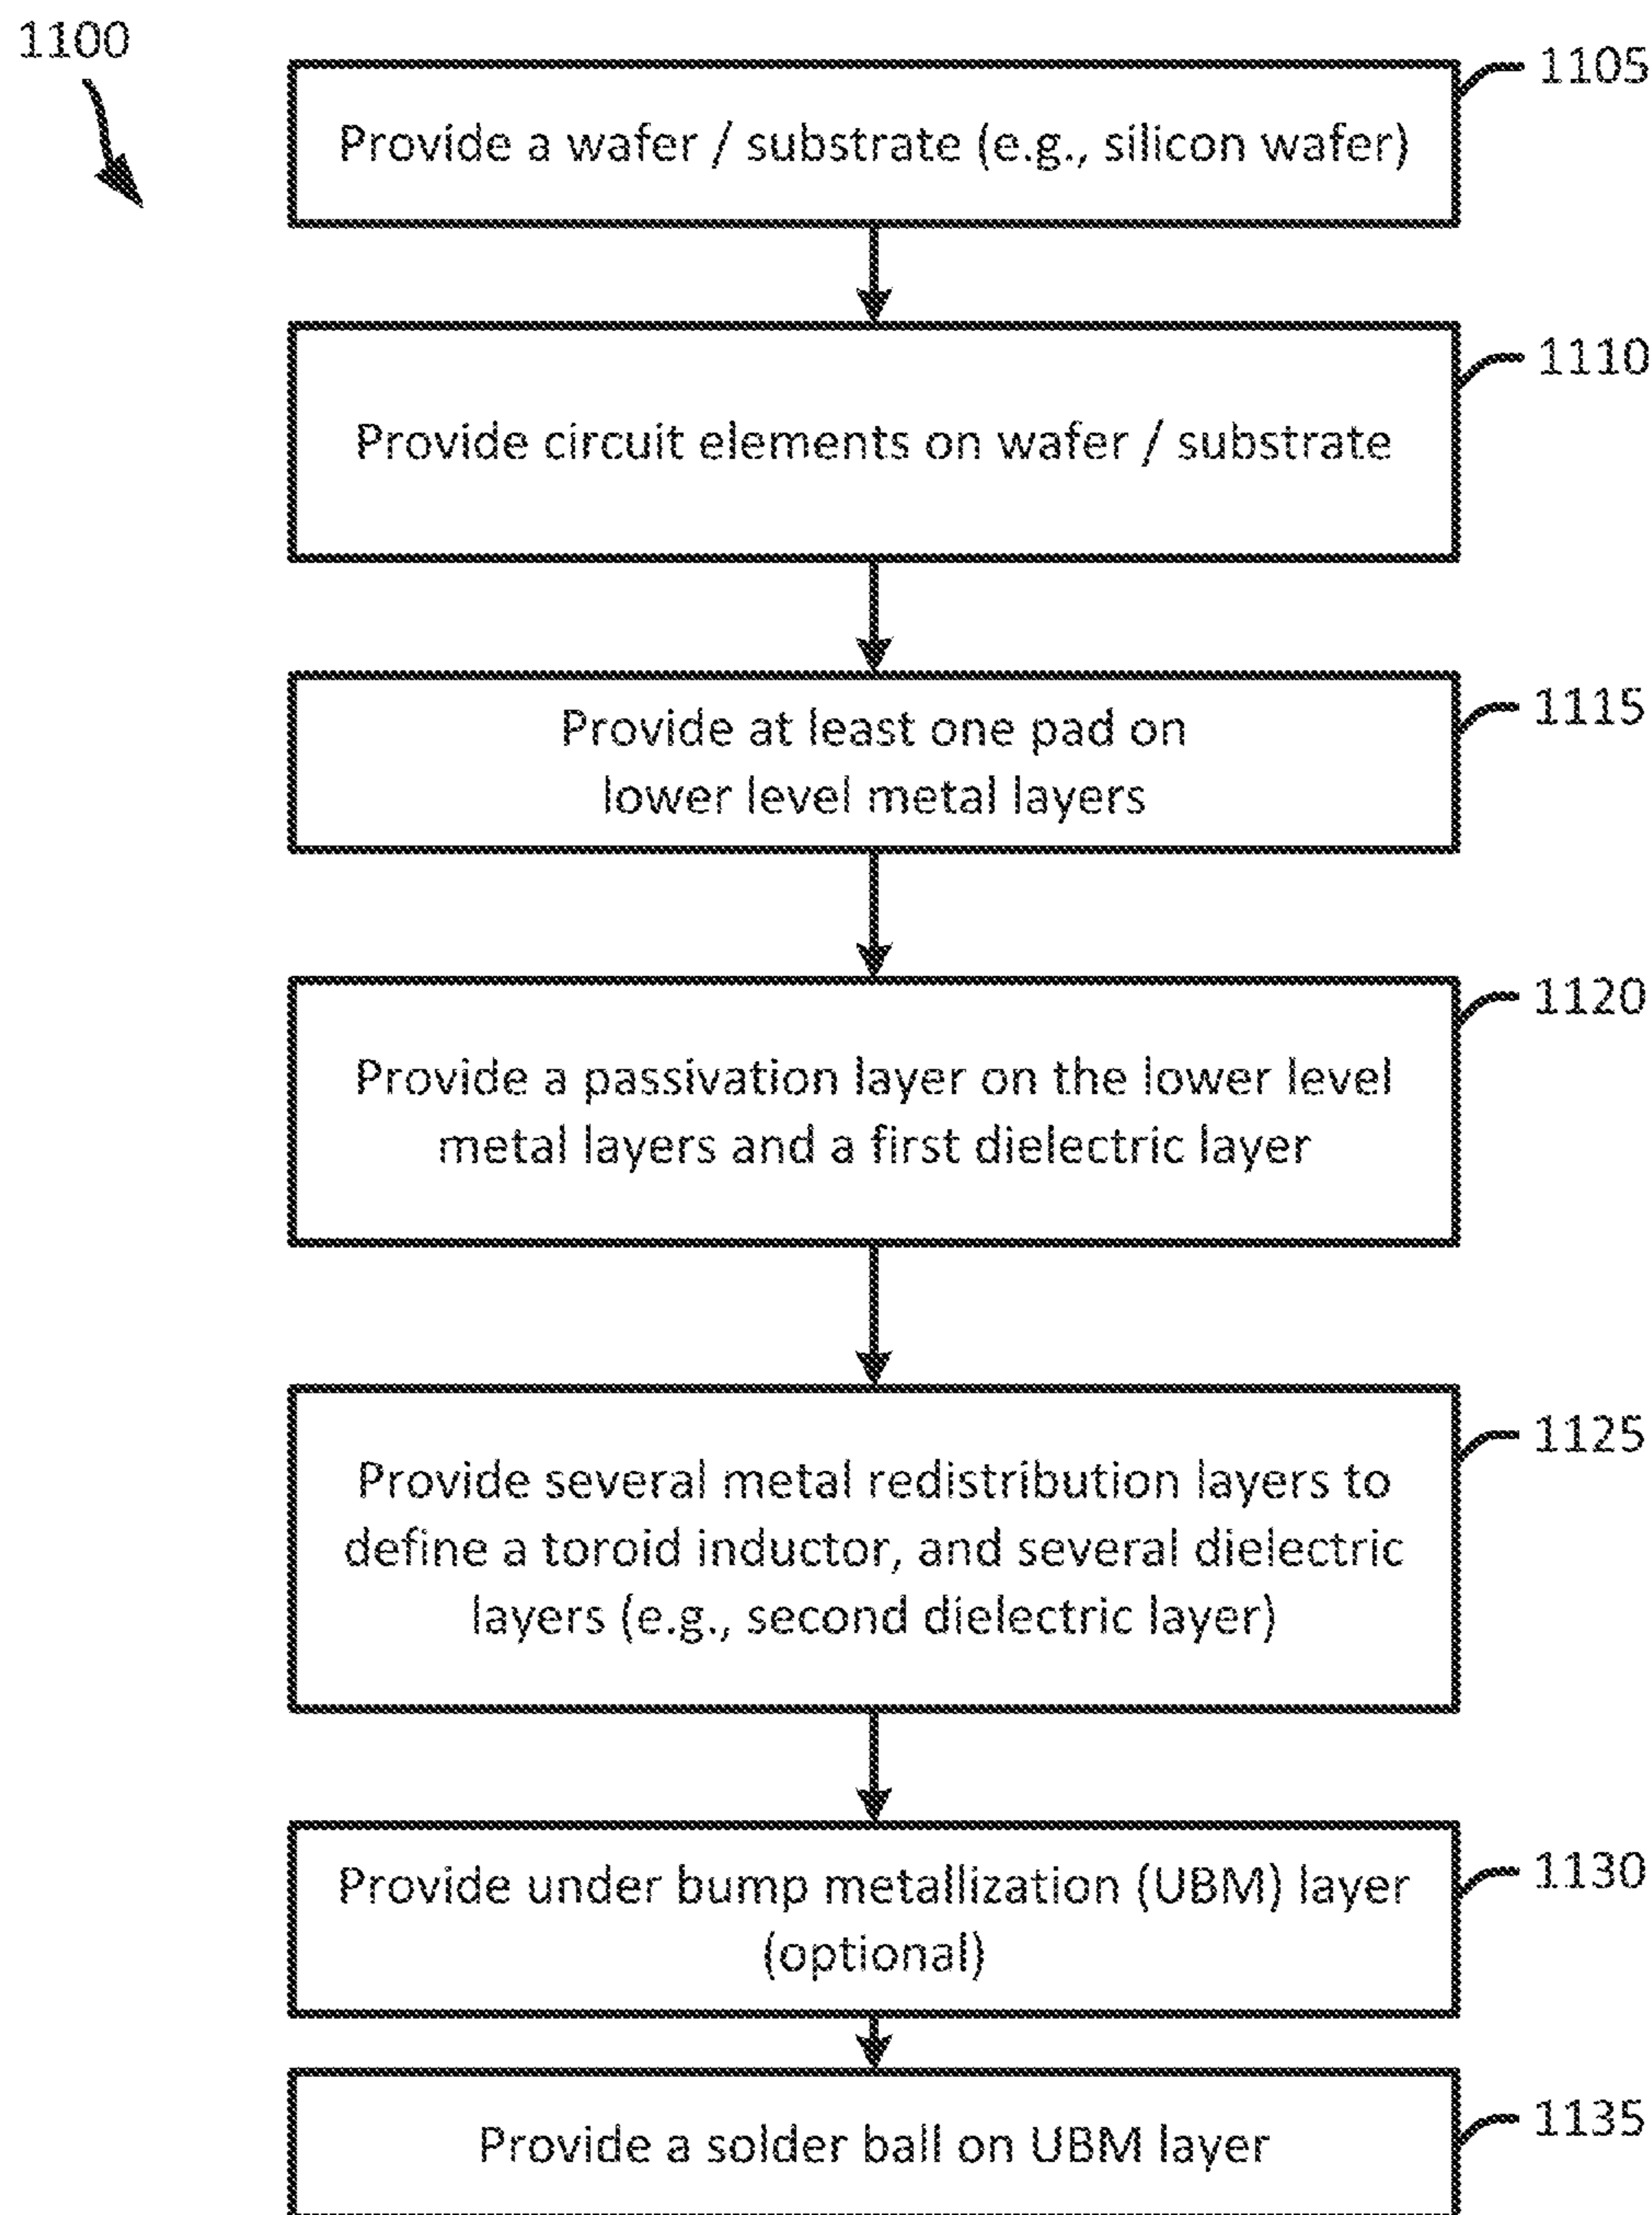 1100
1105
Provide a wafer / substrate (e.g., silicon wafer)
1110
Provide circuit elements on wafer / substrate
1115
Provide at least one pad on
lower level metal layers
1120
Provide a passivation layer on the lower level
metal layers and a first dielectric layer
1125
Provide several metal redistribution layers to
define a toroid inductor, and several dielectric
layers (e.g., second dielectric layer)
1130
Provide under bump metallization (UBM) layer
(optional)
1135
Provide a solder ball on UBM layer